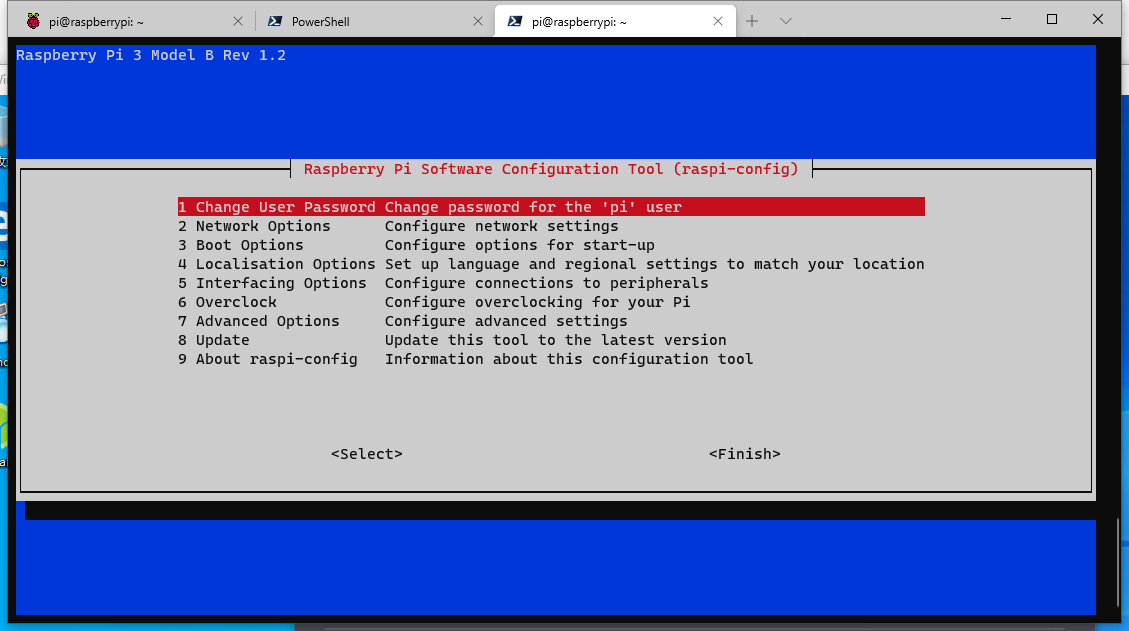 pi@raspberrypi: ~
PowerShell
pi@raspberrypi: ~
Raspberry Pi 3 Model B Rev 1.2
Raspberry Pi Software Configuration Tool (raspi-config)
1 Change User Password Change password for the 'pi' user
2 Network Options Configure network settings
3 Boot Options Configure options for start-up
4 Localisation Options Set up language and regional settings to match your location
5 Interfacing Options Configure connections to peripherals
6 Overclock Configure overclocking for your Pi
7 Advanced Options Configure advanced settings
8 Update Update this tool to the latest version
9 About raspi-config Information about this configuration tool
<Select> <Finish>